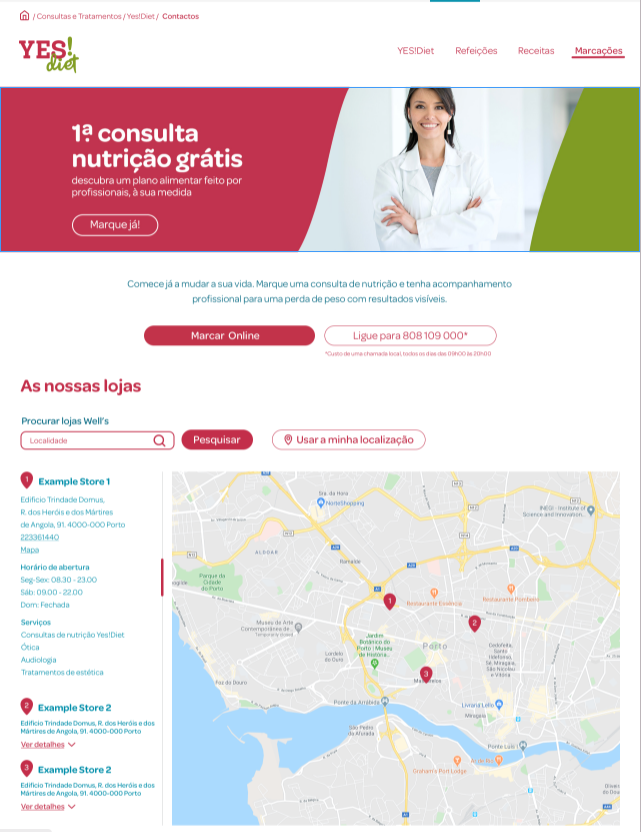 / Consultas e Tratamentos / Yes!Diet / Contactos
YES!
diet
YES!Diet
Refeições
Receitas
Marcações
1ª consulta
nutrição grátis
descubra um plano alimentar feito por
profissionais, à sua medida
Marque já!
Comece já a mudar a sua vida. Marque uma consulta de nutrição e tenha acompanhamento
profissional para uma perda de peso com resultados visíveis.
Marcar Online
Ligue para 808 109 000*
*Custo de uma chamada local, todos os dias das 09h00 às 20h00
As nossas lojas
Procurar lojas Well's
Localidade
Pesquisar
Usar a minha localização
1
Example Store 1
Edifício Trindade Domus,
R. dos Heróis e dos Mártires
de Angola, 91. 4000-000 Porto
223361440
Mapa
Horário de abertura
Seg-Sex: 08.30 - 23.00
Sáb: 09.00 - 22.00
Dom: Fechada
Serviços
Consultas de nutrição Yes!Diet
Ótica
Audiologia
Tratamentos de estética
2
Example Store 2
Edifício Trindade Domus, R. dos Heróis e dos
Mártires de Angola, 91. 4000-000 Porto
Ver detalhes
3
Example Store 2
Edifício Trindade Domus, R. dos Heróis e dos
Mártires de Angola, 91. 4000-000 Porto
Ver detalhes
Sra. da Hora
NorteShopping
INEGI - Institute of
Science and Innovation...
ALDOAR
Ramalde
Parque da
Cidade
do Porto
1
Restaurante Essência
Restaurante Pombeiro
2
Museu de Arte
Contemporânea de...
Temporarily closed
Jardim
Botânico do
Porto | Museu
de História...
Porto
Lordelo
do Ouro
Cedofeita,
Santo
Ildefonso,
Sé, Miragaia,
São Nicolau
e Vitória
3
Massarelos
Foz do Douro
Ponte da Arrábida
Livraria Lello
Miragaia
São Pedro
da Afurada
Ponte Luís I
Graham's Port Lodge